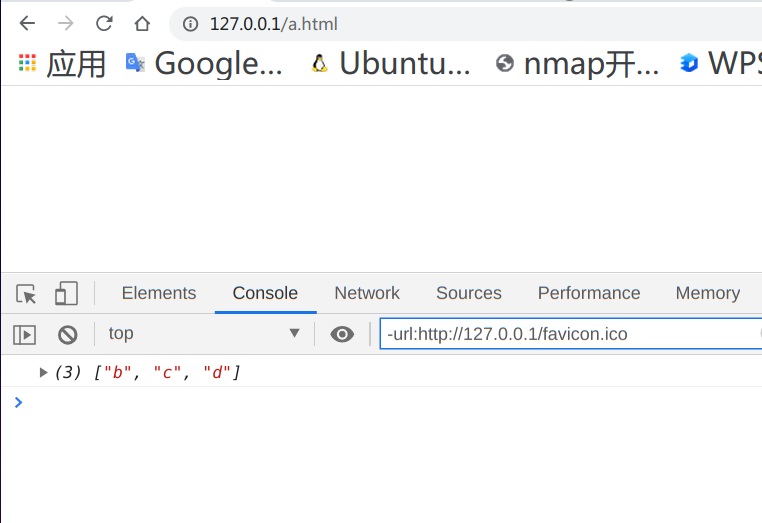 127.0.0.1/a.html
应用 Google... Ubuntu... nmap开... WPS
Elements Console Network Sources Performance Memory
top -url:http://127.0.0.1/favicon.ico
(3) ["b", "c", "d"]